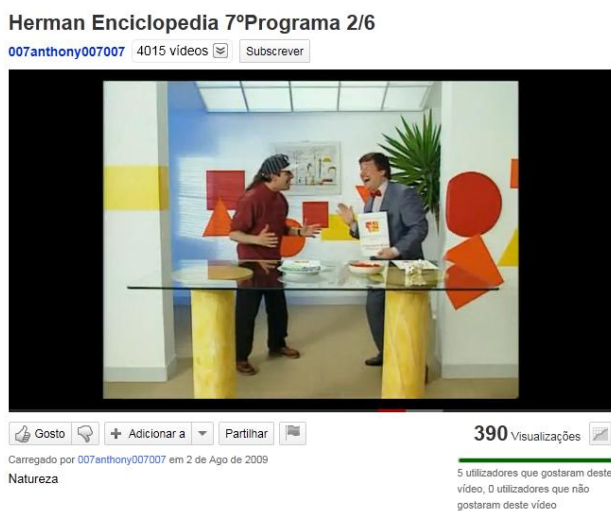 Herman Enciclopedia 7ºPrograma 2/6
007anthony007007 4015 vídeos Subscrever
Gosto Adicionar a Partilhar 390 Visualizações
Carregado por 007anthony007007 em 2 de Ago de 2009
Natureza
5 utilizadores que gostaram deste
vídeo, 0 utilizadores que não
gostaram deste vídeo